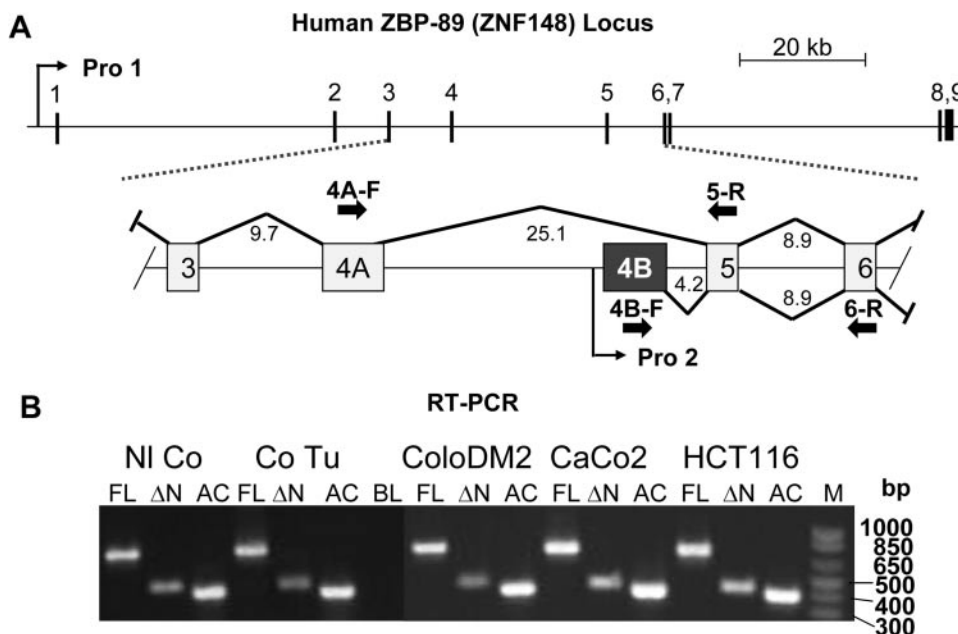 A
Human ZBP-89 (ZNF148) Locus
20 kb
Pro 1
1 2 3 4 5 6,7 8,9
4A-F 5-R
9.7 25.1 8.9
3 4A 4B 5 6
4.2 8.9
4B-F 6-R
Pro 2
B
RT-PCR
Nl Co Co Tu ColoDM2 CaCo2 HCT116
FL ΔN AC FL ΔN AC BL FL ΔN AC FL ΔN AC FL ΔN AC M bp
1000
850
650
500
400
300